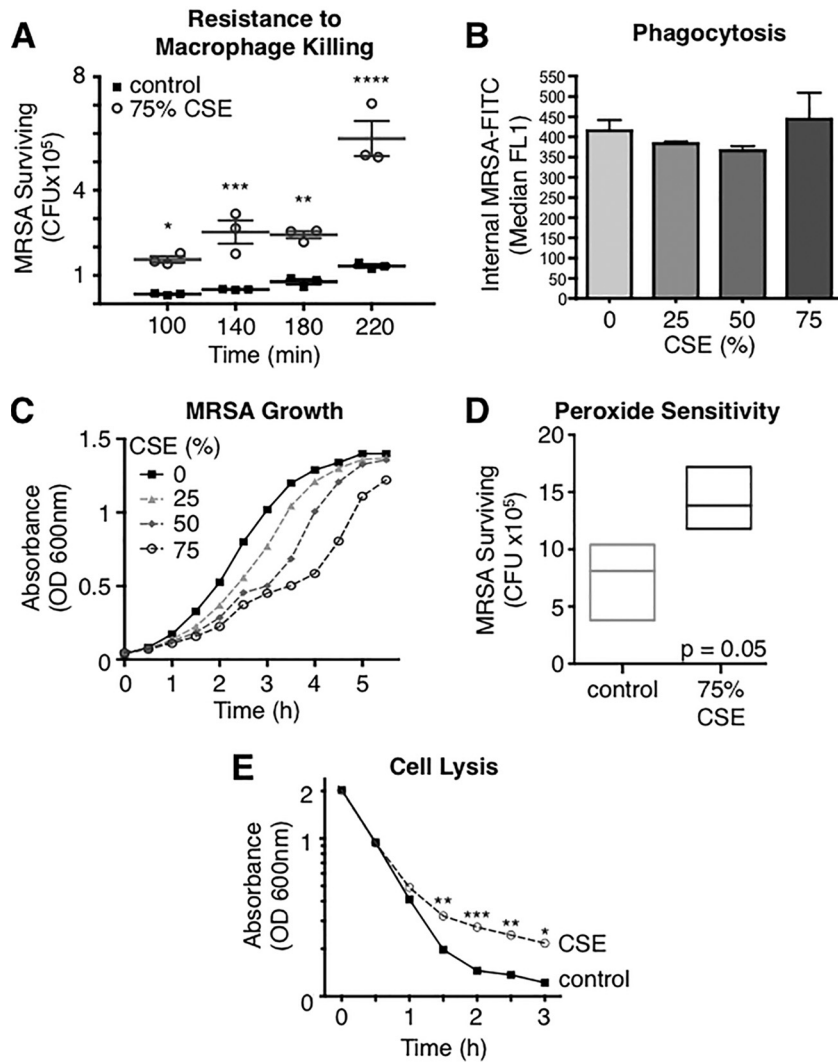 A
Resistance to
Macrophage Killing
MRSA Surviving
(CFUx10⁵)
8
4
1
control
75% CSE
*
***
**
****
100 140 180 220
Time (min)
B
Phagocytosis
Internal MRSA-FITC
(Median FL1)
550
500
450
400
350
300
250
200
150
100
50
0
0 25 50 75
CSE (%)
C
MRSA Growth
Absorbance
(OD 600nm)
1.5
1
0.5
0
CSE (%)
0
25
50
75
0 1 2 3 4 5
Time (h)
D
Peroxide Sensitivity
MRSA Surviving
(CFU x10⁵)
20
15
10
5
0
p = 0.05
control 75%
CSE
E
Cell Lysis
Absorbance
(OD 600nm)
2
1
0
** *** ** *
CSE
control
0 1 2 3
Time (h)